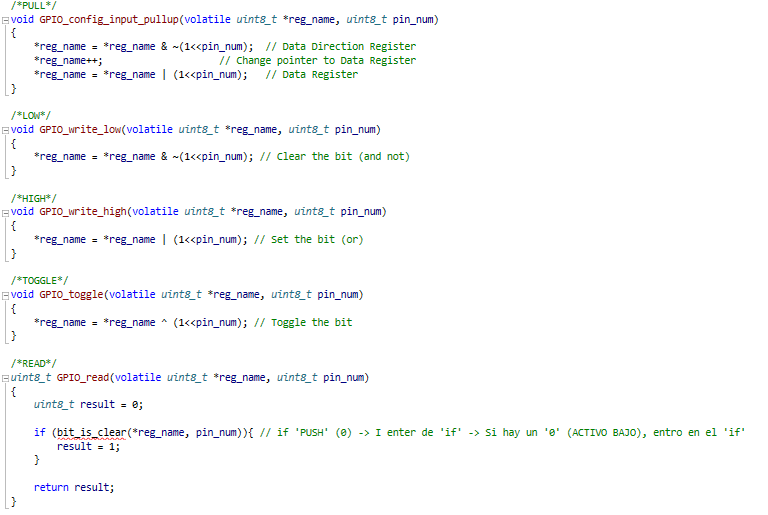 /*PULL*/
void GPIO_config_input_pullup(volatile uint8_t *reg_name, uint8_t pin_num)
{
    *reg_name = *reg_name & ~(1<<pin_num);  // Data Direction Register
    *reg_name++;                  // Change pointer to Data Register
    *reg_name = *reg_name | (1<<pin_num);   // Data Register
}
/*LOW*/
void GPIO_write_low(volatile uint8_t *reg_name, uint8_t pin_num)
{
    *reg_name = *reg_name & ~(1<<pin_num); // Clear the bit (and not)
}
/*HIGH*/
void GPIO_write_high(volatile uint8_t *reg_name, uint8_t pin_num)
{
    *reg_name = *reg_name | (1<<pin_num); // Set the bit (or)
}
/*TOGGLE*/
void GPIO_toggle(volatile uint8_t *reg_name, uint8_t pin_num)
{
    *reg_name = *reg_name ^ (1<<pin_num); // Toggle the bit
}
/*READ*/
uint8_t GPIO_read(volatile uint8_t *reg_name, uint8_t pin_num)
{
    uint8_t result = 0;
    if (bit_is_clear(*reg_name, pin_num)){ // if 'PUSH' (0) -> I enter de 'if' -> Si hay un '0' (ACTIVO BAJO), entro en el 'if'
        result = 1;
    }
    return result;
}